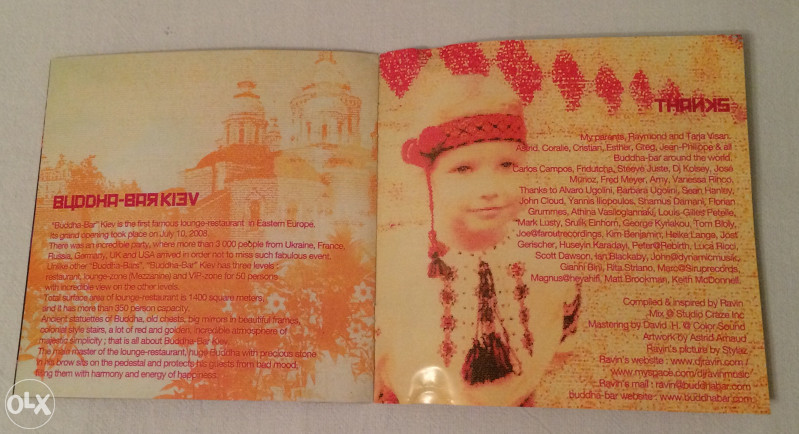 BUDDHA-BAR KIEV
"Buddha-Bar" Kiev is the first famous lounge-restaurant in Eastern Europe.
Its grand opening took place on July 10, 2008.
There was an incredible party, where more than 3 000 people from Ukraine, France,
Russia, Germany, UK and USA arrived in order not to miss such fabulous event.
Unlike other "Buddha-Bars", "Buddha-Bar" Kiev has three levels :
restaurant, lounge-zone (Mezzanine) and VIP-zone for 50 persons
with incredible view on the other levels.
Total surface area of lounge-restaurant is 1400 square meters,
and it has more than 350 person capacity.
Ancient statuettes of Buddha, old chests, big mirrors in beautiful frames,
colonial style stairs, a lot of red and golden, incredible atmosphere of
majestic simplicity ; that is all about Buddha-Bar Kiev.
The main master of the lounge-restaurant, huge Buddha with precious stone
in his brow sits on the pedestal and protects his guests from bad mood,
filling them with harmony and energy of happiness.
THANKS
My parents, Raymond and Tarja Visan.
Astrid, Coralie, Christian, Esther, Greg, Jean-Philippe & all
Buddha-bar around the world.
Carlos Campos, Fridutcha, Steeve Juste, Dj Kolsey, José
Munoz, Fred Meyer, Amy, Vanessa Rinco.
Thanks to Alvaro Ugolini, Barbara Ugolini, Sean Hanley,
John Cloud, Yannis Iliopoulos, Shamus Damani, Florian
Grummes, Athina Vasilogiannaki, Louis-Gilles Petelle,
Mark Lusty, Srulik Einhorn, George Kyriakou, Tom Bibly,
Joe@faroutrecordings, Kim Benjamin, Heike Lange, Jost
Gerischer, Huseyin Karadayi, Peter@Rebirth, Luca Ricci,
Scott Dawson, Ian Blackaby, John@dynamicmusic,
Gianni Bini, Rita Striano, Marc@Siruprecords,
Magnus@heyahifi, Matt Brookman, Keith McDonnell.
Compiled & inspired by Ravin
Mix @ Studio Craze Inc
Mastering by David .H. @ Color Sound
Artwork by Astrid Arnaud
Ravin's picture by Stylaz
Ravin's website : www.djravin.com /
www.myspace.com/djravinmusic
Ravin's mail : ravin@buddhabar.com
Buddha-bar website : www.buddhabar.com
OLX